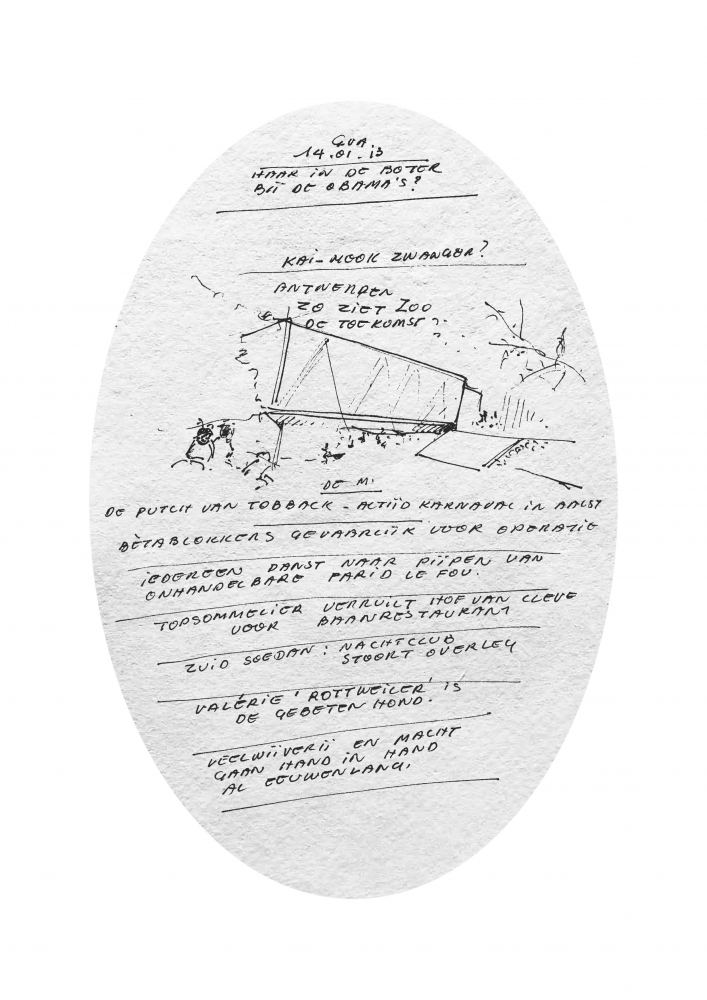 GVA.
14.01.13
HAAR IN DE BOTER
BIJ DE OBAMA'S?
KAI-MOOK ZWANGER?
ANTWERPEN
ZO ZIET ZOO
DE TOEKOMST
DE M.
DE PUTCH VAN TOBBACK - ALTIJD KARNAVAL IN AALST
BÈTABLOKKERS GEVAARLIJK VOOR OPERATIE
IEDEREEN DANST NAAR PIJPEN VAN
ONHANDELBARE FARID LE FOU.
TOPSOMMELIER VERRUILT HOF VAN CLEVE
VOOR BAANRESTAURANT
ZUID SOEDAN: NACHTCLUB
STOORT OVERLEG
VALÉRIE 'ROTTWEILER' IS
DE GEBETEN HOND.
VEELWIJVERIJ EN MACHT
GAAN HAND IN HAND
AL EEUWENLANG.